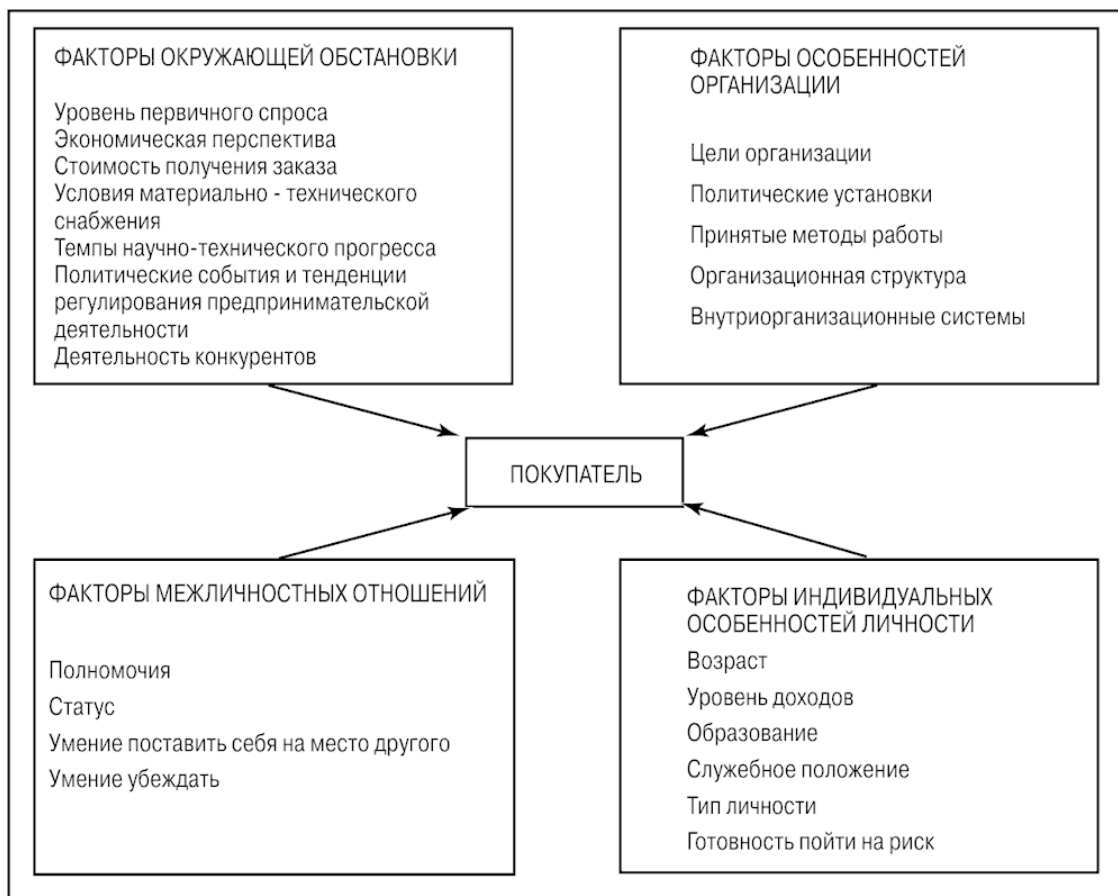 ФАКТОРЫ ОКРУЖАЮЩЕЙ ОБСТАНОВКИ
Уровень первичного спроса
Экономическая перспектива
Стоимость получения заказа
Условия материально - технического
снабжения
Темпы научно-технического прогресса
Политические события и тенденции
регулирования предпринимательской
деятельности
Деятельность конкурентов
ФАКТОРЫ ОСОБЕННОСТЕЙ
ОРГАНИЗАЦИИ
Цели организации
Политические установки
Принятые методы работы
Организационная структура
Внутриорганизационные системы
ПОКУПАТЕЛЬ
ФАКТОРЫ МЕЖЛИЧНОСТНЫХ ОТНОШЕНИЙ
Полномочия
Статус
Умение поставить себя на место другого
Умение убеждать
ФАКТОРЫ ИНДИВИДУАЛЬНЫХ
ОСОБЕННОСТЕЙ ЛИЧНОСТИ
Возраст
Уровень доходов
Образование
Служебное положение
Тип личности
Готовность пойти на риск